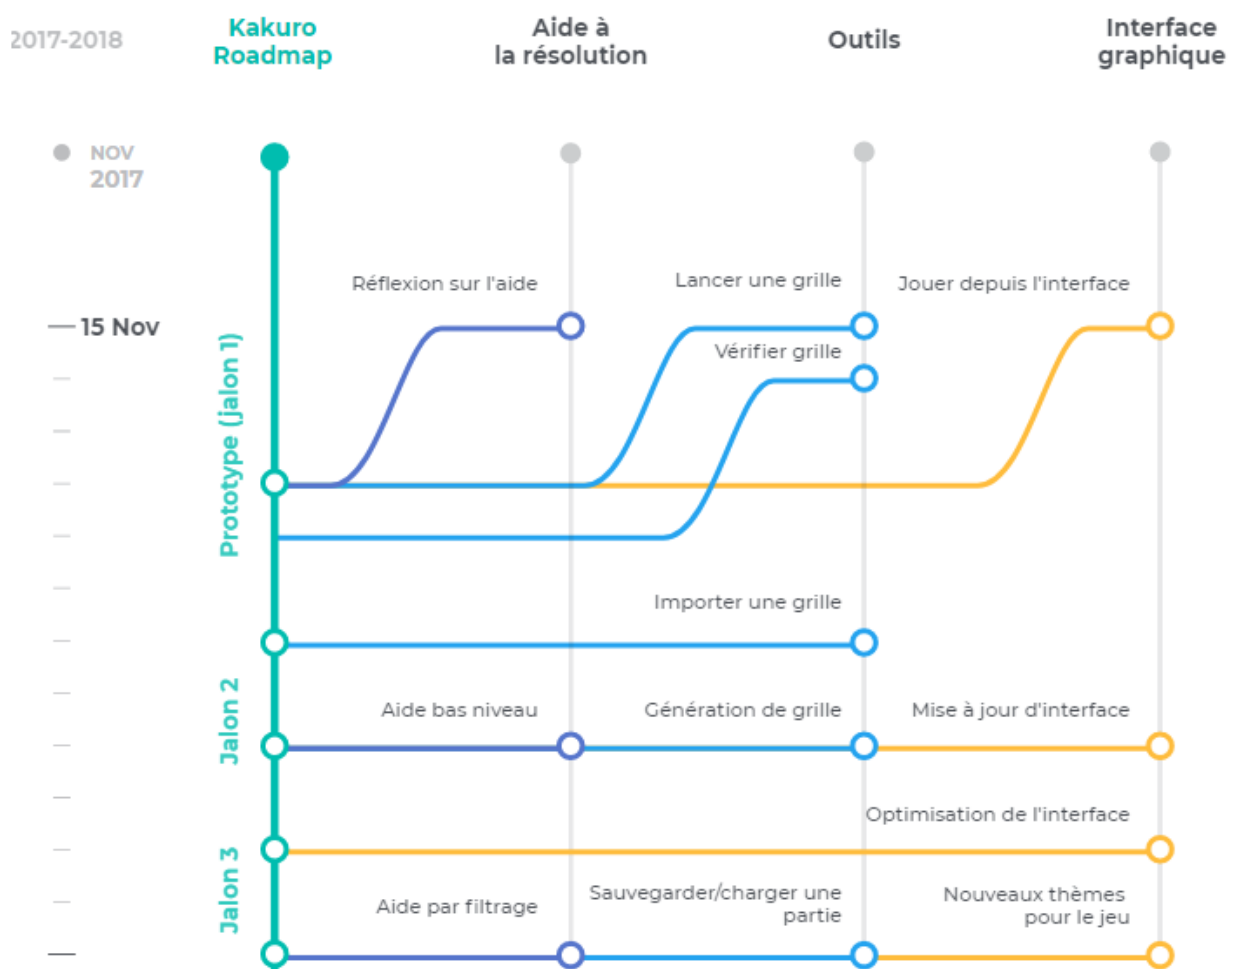 2017-2018
Kakuro
Roadmap
Aide à
la résolution
Outils
Interface
graphique
NOV
2017
Réflexion sur l'aide
Lancer une grille
Jouer depuis l'interface
15 Nov
Vérifier grille
Prototype (jalon 1)
Importer une grille
Jalon 2
Aide bas niveau
Génération de grille
Mise à jour d'interface
Optimisation de l'interface
Jalon 3
Aide par filtrage
Sauvegarder/charger une
partie
Nouveaux thèmes
pour le jeu